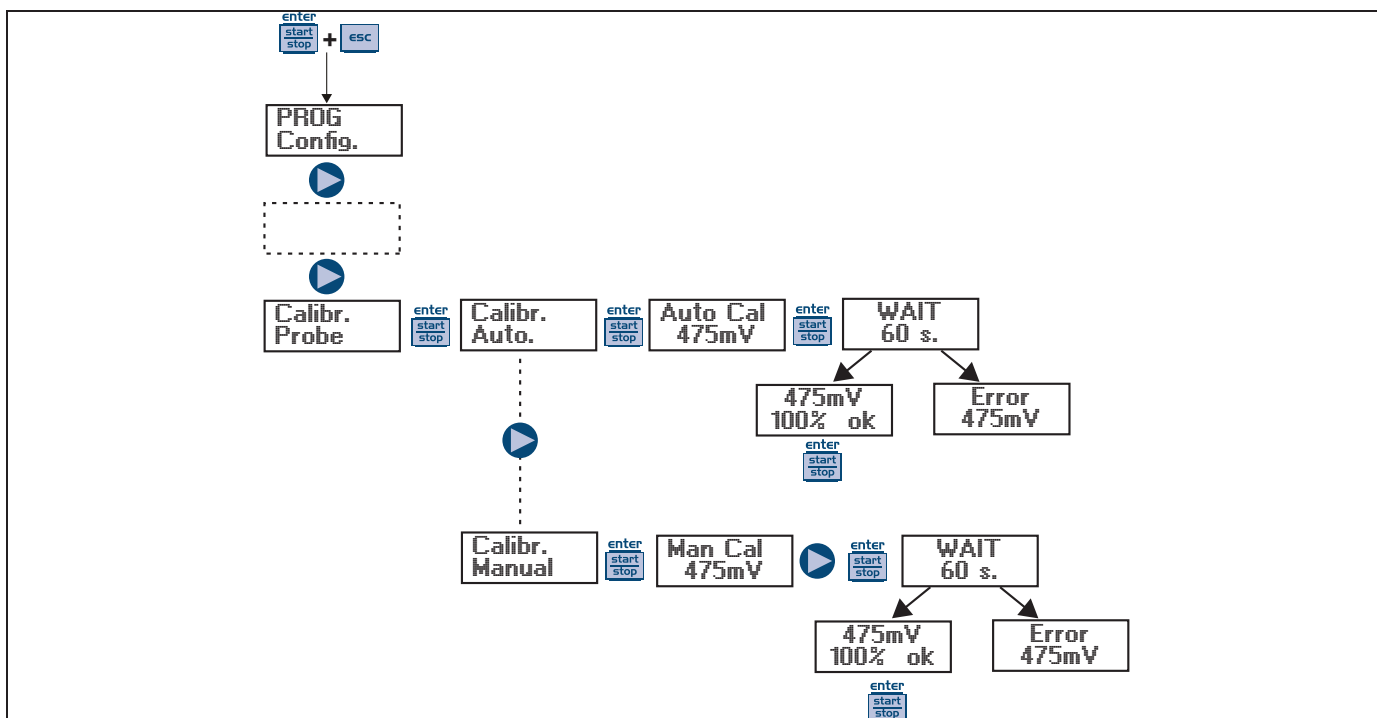 enter
start
stop
+
esc
PROG
Config.
Calibr.
Probe
enter
start
stop
Calibr.
Auto.
enter
start
stop
Auto Cal
475mV
enter
start
stop
WAIT
60 s.
475mV
100% ok
enter
start
stop
Error
475mV
Calibr.
Manual
enter
start
stop
Man Cal
475mV
enter
start
stop
WAIT
60 s.
475mV
100% ok
enter
start
stop
Error
475mV